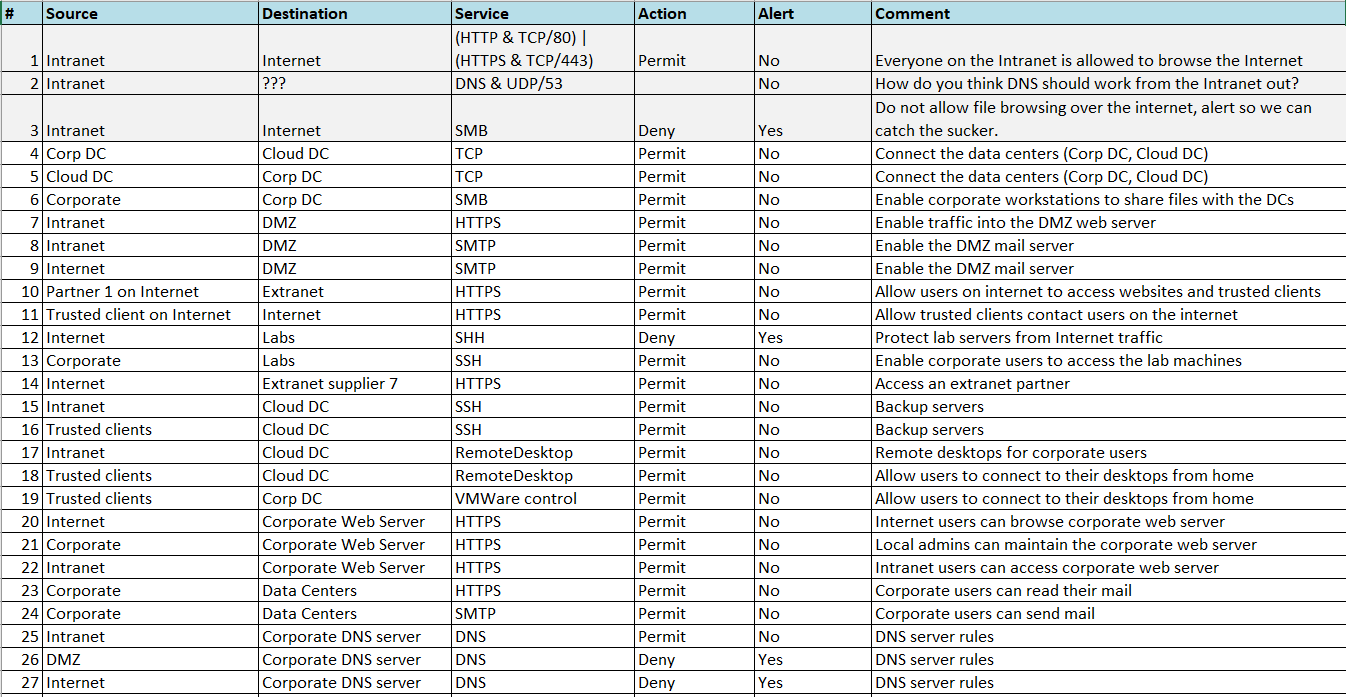 # Source Destination Service Action Alert Comment
(HTTP & TCP/80) |
1 Intranet Internet (HTTPS & TCP/443) Permit No Everyone on the Intranet is allowed to browse the Internet
2 Intranet ??? DNS & UDP/53 No How do you think DNS should work from the Intranet out?
Do not allow file browsing over the internet, alert so we can
3 Intranet Internet SMB Deny Yes catch the sucker.
4 Corp DC Cloud DC TCP Permit No Connect the data centers (Corp DC, Cloud DC)
5 Cloud DC Corp DC TCP Permit No Connect the data centers (Corp DC, Cloud DC)
6 Corporate Corp DC SMB Permit No Enable corporate workstations to share files with the DCs
7 Intranet DMZ HTTPS Permit No Enable traffic into the DMZ web server
8 Intranet DMZ SMTP Permit No Enable the DMZ mail server
9 Internet DMZ SMTP Permit No Enable the DMZ mail server
10 Partner 1 on Internet Extranet HTTPS Permit No Allow users on internet to access websites and trusted clients
11 Trusted client on Internet Internet HTTPS Permit No Allow trusted clients contact users on the internet
12 Internet Labs SHH Deny Yes Protect lab servers from Internet traffic
13 Corporate Labs SSH Permit No Enable corporate users to access the lab machines
14 Internet Extranet supplier 7 HTTPS Permit No Access an extranet partner
15 Intranet Cloud DC SSH Permit No Backup servers
16 Trusted clients Cloud DC SSH Permit No Backup servers
17 Intranet Cloud DC RemoteDesktop Permit No Remote desktops for corporate users
18 Trusted clients Cloud DC RemoteDesktop Permit No Allow users to connect to their desktops from home
19 Trusted clients Corp DC VMWare control Permit No Allow users to connect to their desktops from home
20 Internet Corporate Web Server HTTPS Permit No Internet users can browse corporate web server
21 Corporate Corporate Web Server HTTPS Permit No Local admins can maintain the corporate web server
22 Intranet Corporate Web Server HTTPS Permit No Intranet users can access corporate web server
23 Corporate Data Centers HTTPS Permit No Corporate users can read their mail
24 Corporate Data Centers SMTP Permit No Corporate users can send mail
25 Intranet Corporate DNS server DNS Permit No DNS server rules
26 DMZ Corporate DNS server DNS Deny Yes DNS server rules
27 Internet Corporate DNS server DNS Deny Yes DNS server rules